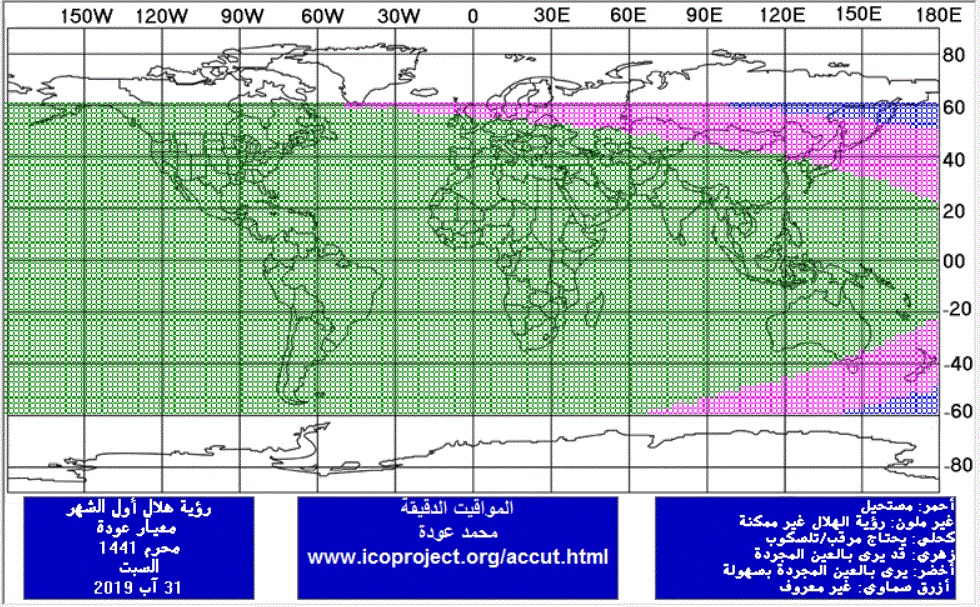 150W 120W 90W 60W 30W 0 30E 60E 90E 120E 150E 180E
80
60
40
20
00
-20
-40
-60
-80
رؤية هلال أول الشهر
معيار عودة
محرم 1441
السبت
31 آب 2019
المواقيت الدقيقة
محمد عودة
www.icoproject.org/accut.html
أحمر: مستحيل
غير ملون: رؤية الهلال غير ممكنة
كحلي: يحتاج مرقب/تلسكوب
زهري: قد يرى بالعين المجردة
أخضر: يرى بالعين المجردة بسهولة
أزرق سماوي: غير معروف